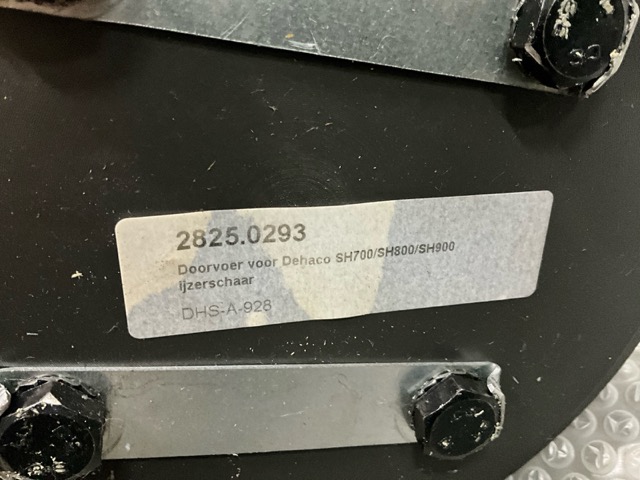 2825.0293
Doorvoer voor Dehaco SH700/SH800/SH900
ijzerschaar
DHS-A-928